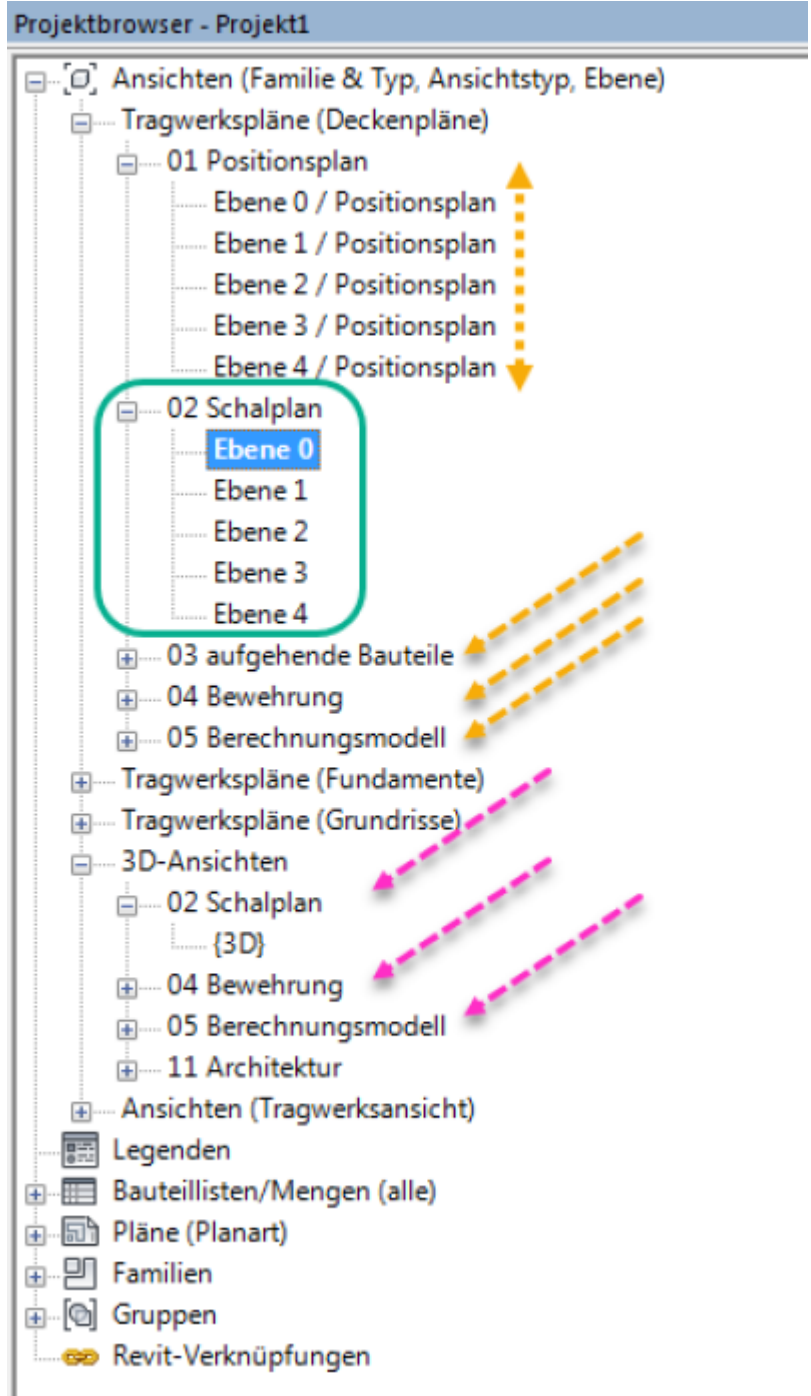 Projektbrowser - Projekt1
Ansichten (Familie & Typ, Ansichtstyp, Ebene)
Tragwerkspläne (Deckenpläne)
01 Positionsplan
Ebene 0 / Positionsplan
Ebene 1 / Positionsplan
Ebene 2 / Positionsplan
Ebene 3 / Positionsplan
Ebene 4 / Positionsplan
02 Schalplan
Ebene 0
Ebene 1
Ebene 2
Ebene 3
Ebene 4
03 aufgehende Bauteile
04 Bewehrung
05 Berechnungsmodell
Tragwerkspläne (Fundamente)
Tragwerkspläne (Grundrisse)
3D-Ansichten
02 Schalplan
{3D}
04 Bewehrung
05 Berechnungsmodell
11 Architektur
Ansichten (Tragwerksansicht)
Legenden
Bauteillisten/Mengen (alle)
Pläne (Planart)
Familien
Gruppen
Revit-Verknüpfungen